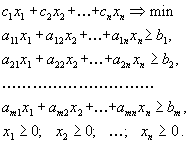 c₁x₁ + c₂x₂ + ... + cₙxₙ ⇒ min
a₁₁x₁ + a₁₂x₂ + ... + a₁ₙxₙ ≥ b₁,
a₂₁x₁ + a₂₂x₂ + ... + a₂ₙxₙ ≥ b₂,
..............................
aₘ₁x₁ + aₘ₂x₂ + ... + aₘₙxₙ ≥ bₘ,
x₁ ≥ 0; x₂ ≥ 0; ...; xₙ ≥ 0.